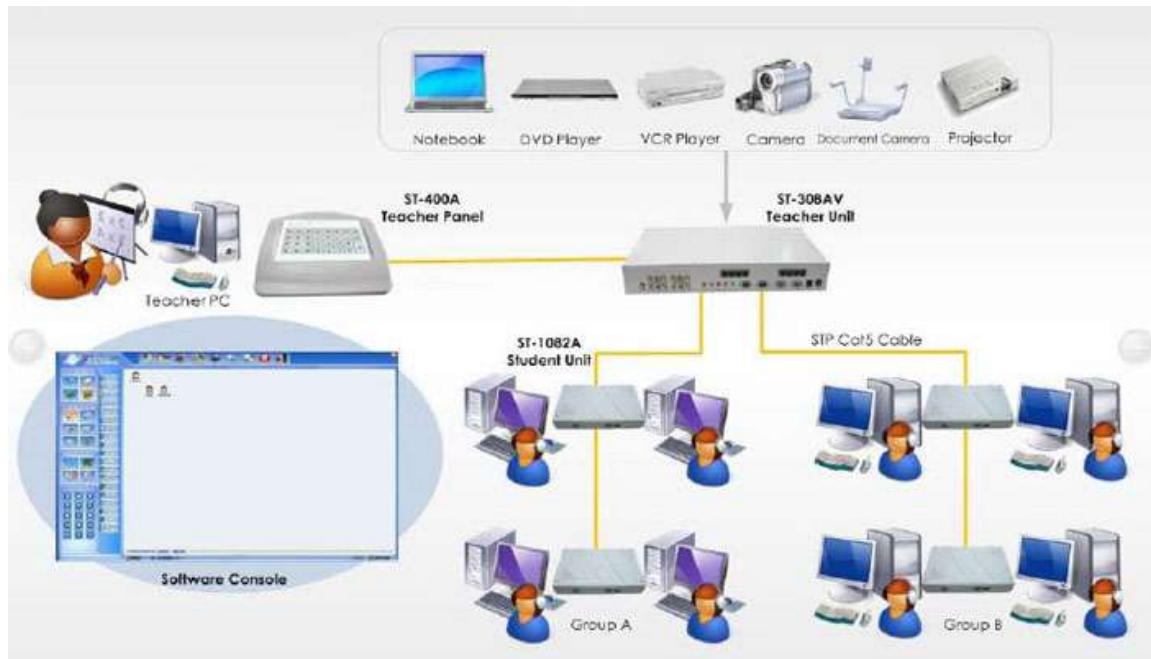 Notebook
DVD Player
VCR Player
Camera
Document Camera
Projector
ST-400A
Teacher Panel
ST-308AV
Teacher Unit
Teacher PC
ST-1082A
Student Unit
STP Cat5 Cable
Software Console
Group A
Group B